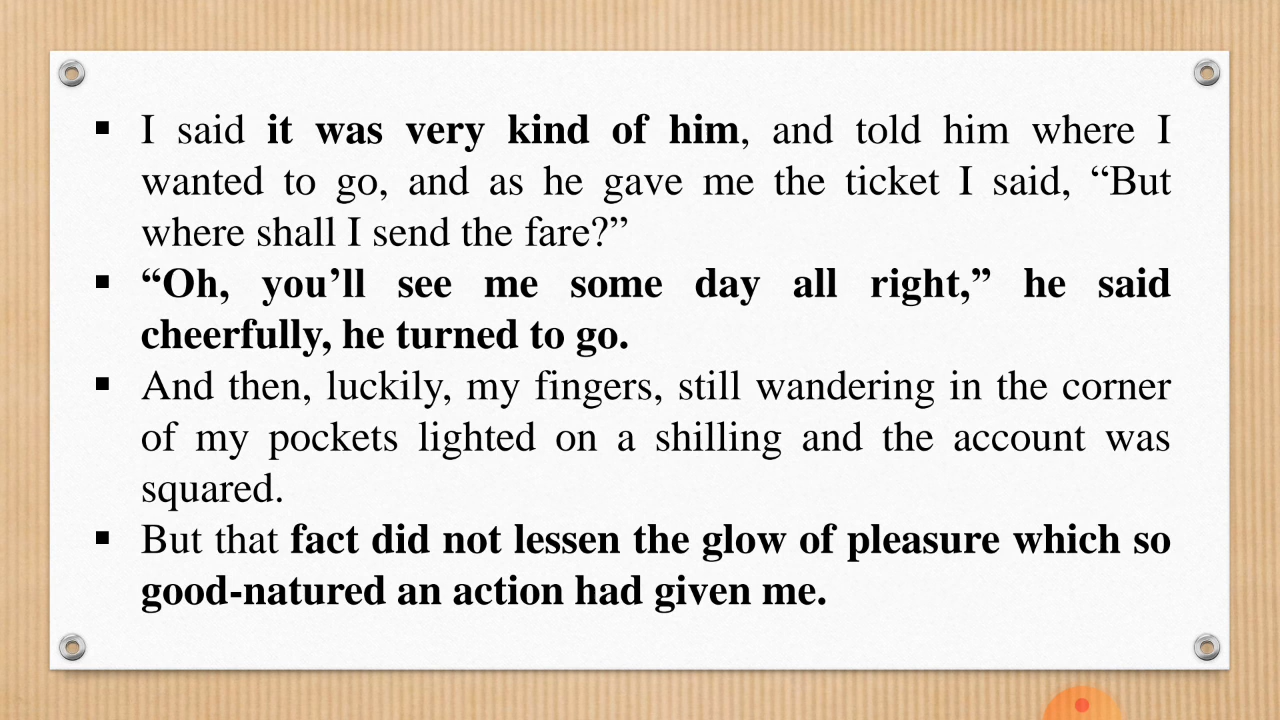 ▪ I said it was very kind of him, and told him where I
wanted to go, and as he gave me the ticket I said, “But
where shall I send the fare?”
▪ “Oh, you’ll see me some day all right,” he said
cheerfully, he turned to go.
▪ And then, luckily, my fingers, still wandering in the corner
of my pockets lighted on a shilling and the account was
squared.
▪ But that fact did not lessen the glow of pleasure which so
good-natured an action had given me.